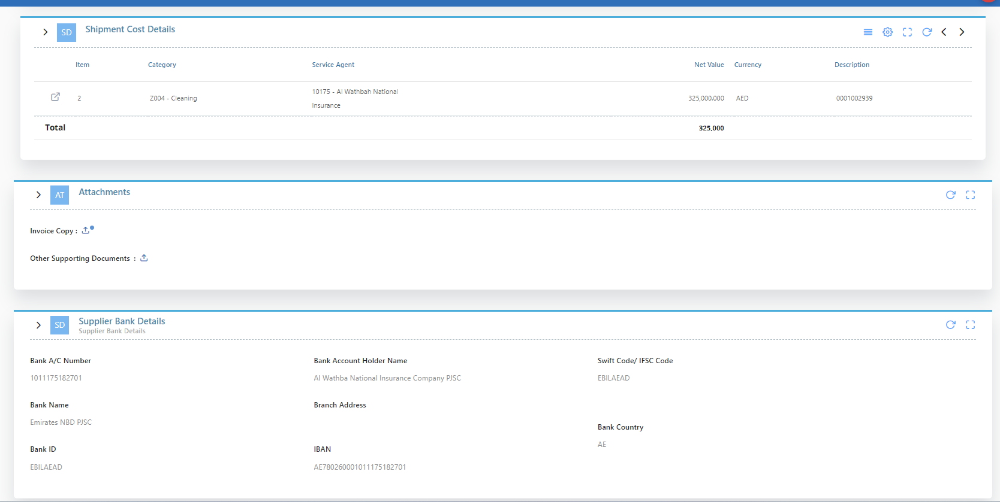 SD Shipment Cost Details
Item Category Service Agent Net Value Currency Description
2 Z004 - Cleaning 10175 - Al Wathbah National Insurance 325,000.000 AED 0001002939
Total 325,000
AT Attachments
Invoice Copy :
Other Supporting Documents :
SD Supplier Bank Details
Supplier Bank Details
Bank A/C Number Bank Account Holder Name Swift Code/ IFSC Code
1011175182701 Al Wathba National Insurance Company PJSC EBILAEAD
Bank Name Branch Address
Emirates NBD PJSC
Bank Country
AE
Bank ID IBAN
EBILAEAD AE780260001011175182701